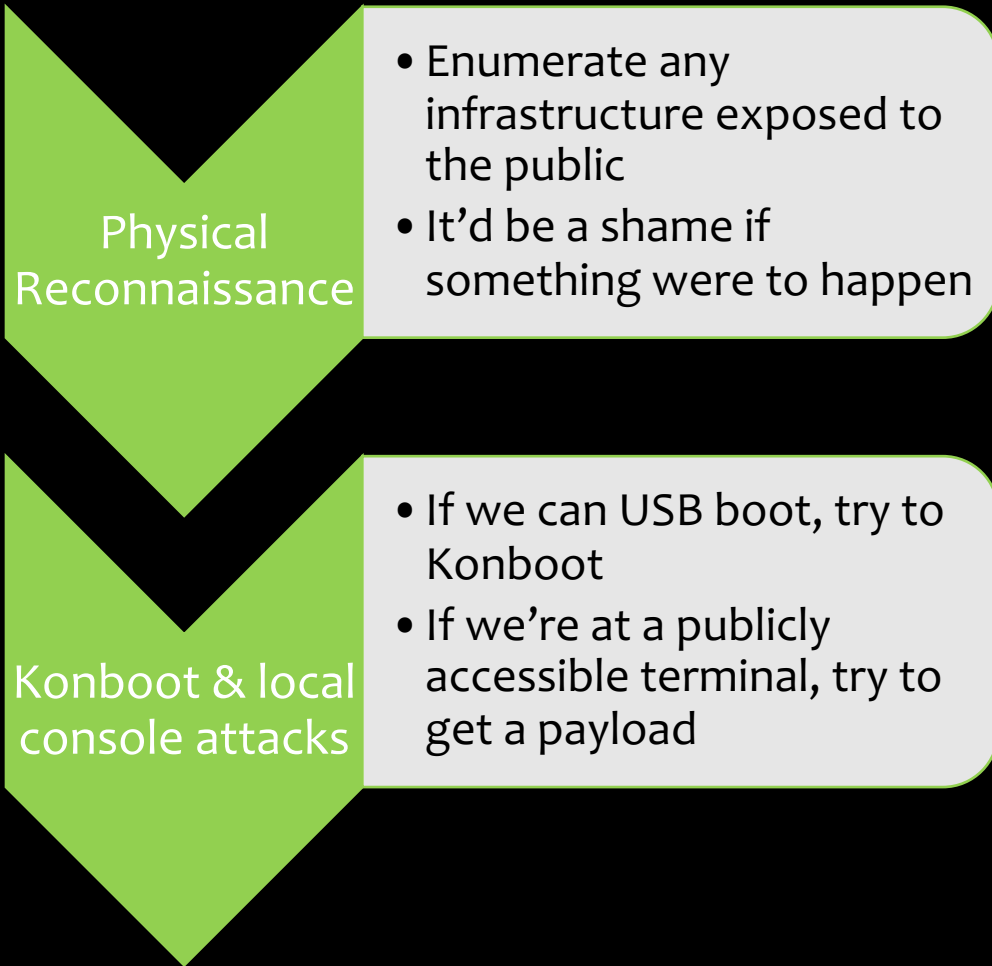 Physical
Reconnaissance
• Enumerate any
infrastructure exposed to
the public
• It’d be a shame if
something were to happen
Konboot & local
console attacks
• If we can USB boot, try to
Konboot
• If we’re at a publicly
accessible terminal, try to
get a payload